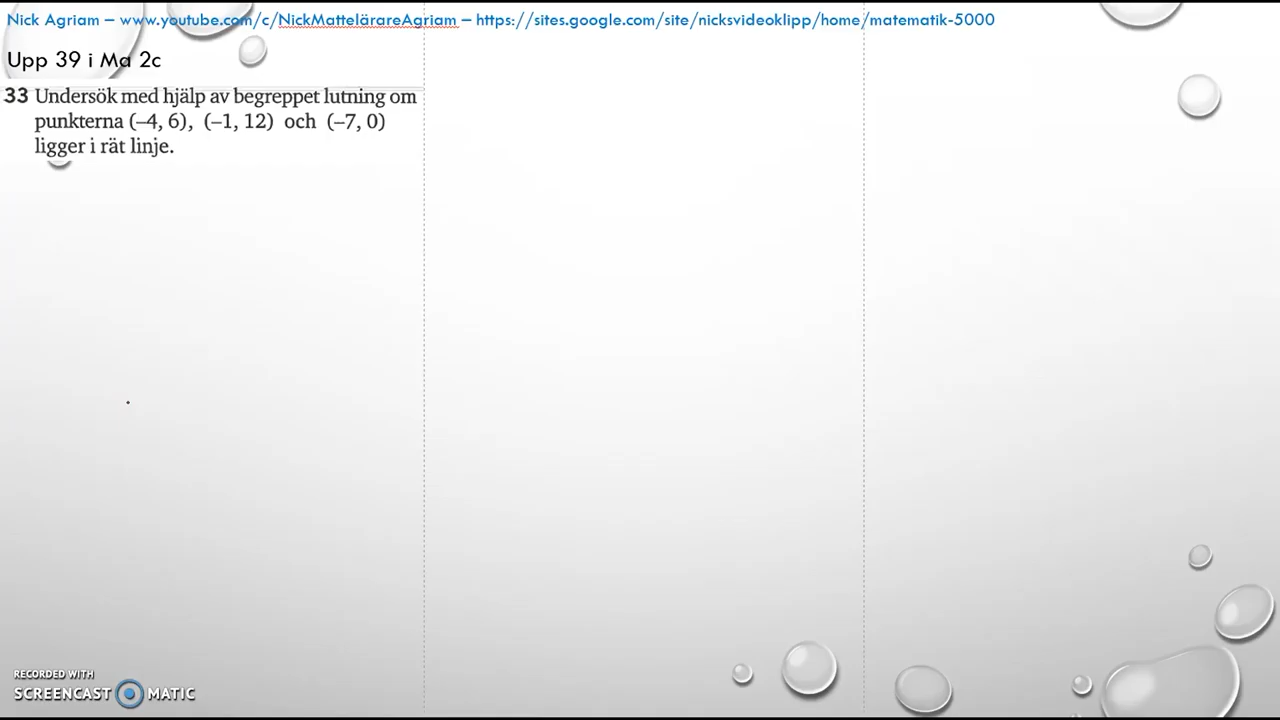 Nick Agriam – www.youtube.com/c/NickMattelärareAgriam – https://sites.google.com/site/nicksvideoklipp/home/matematik-5000
Upp 39 i Ma 2c
33 Undersök med hjälp av begreppet lutning om
punkterna (–4, 6), (–1, 12) och (–7, 0)
ligger i rät linje.
RECORDED WITH
SCREENCAST MATIC